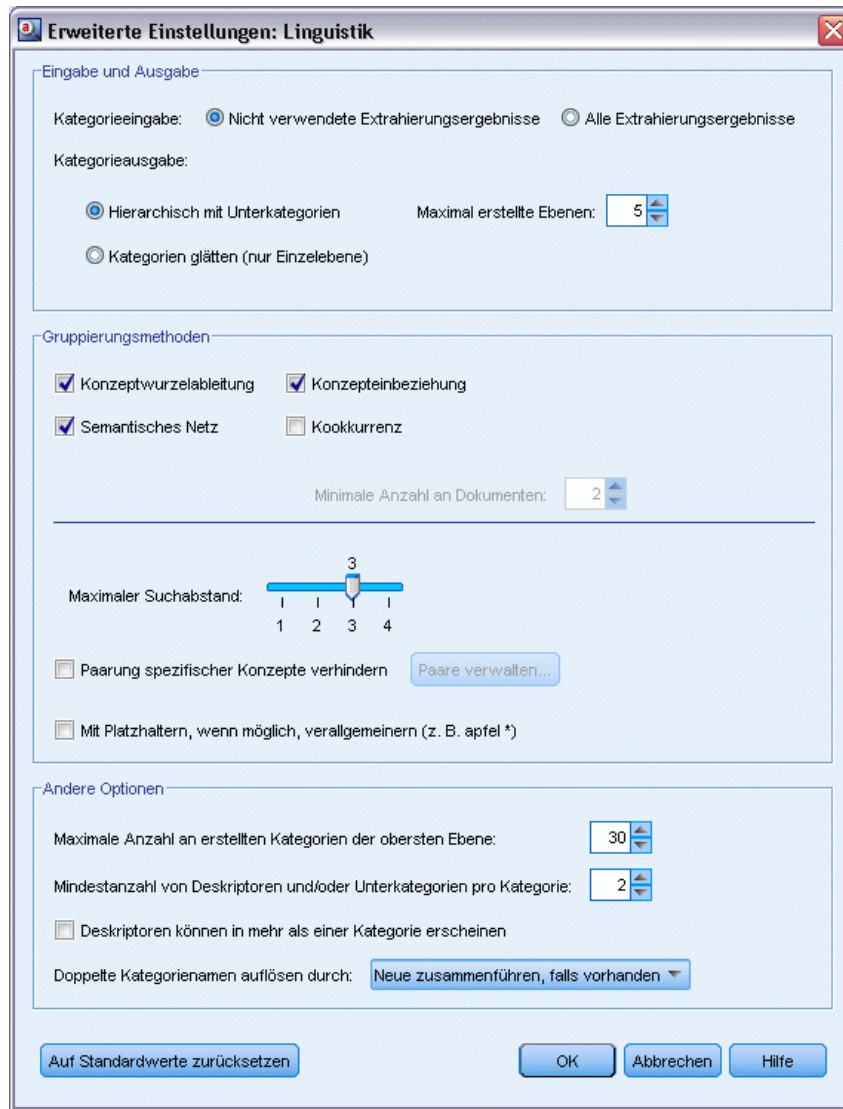 Erweiterte Einstellungen: Linguistik
Eingabe und Ausgabe
Kategorieeingabe: Nicht verwendete Extrahierungsergebnisse Alle Extrahierungsergebnisse
Kategorieausgabe:
Hierarchisch mit Unterkategorien Maximal erstellte Ebenen: 5
Kategorien glätten (nur Einzelebene)
Gruppierungsmethoden
Konzeptwurzelableitung Konzepteinbeziehung
Semantisches Netz Kookkurrenz
Minimale Anzahl an Dokumenten: 2
3
Maximaler Suchabstand:
1 2 3 4
Paarung spezifischer Konzepte verhindern Paare verwalten...
Mit Platzhaltern, wenn möglich, verallgemeinern (z. B. apfel *)
Andere Optionen
Maximale Anzahl an erstellten Kategorien der obersten Ebene: 30
Mindestanzahl von Deskriptoren und/oder Unterkategorien pro Kategorie: 2
Deskriptoren können in mehr als einer Kategorie erscheinen
Doppelte Kategorienamen auflösen durch: Neue zusammenführen, falls vorhanden
Auf Standardwerte zurücksetzen OK Abbrechen Hilfe